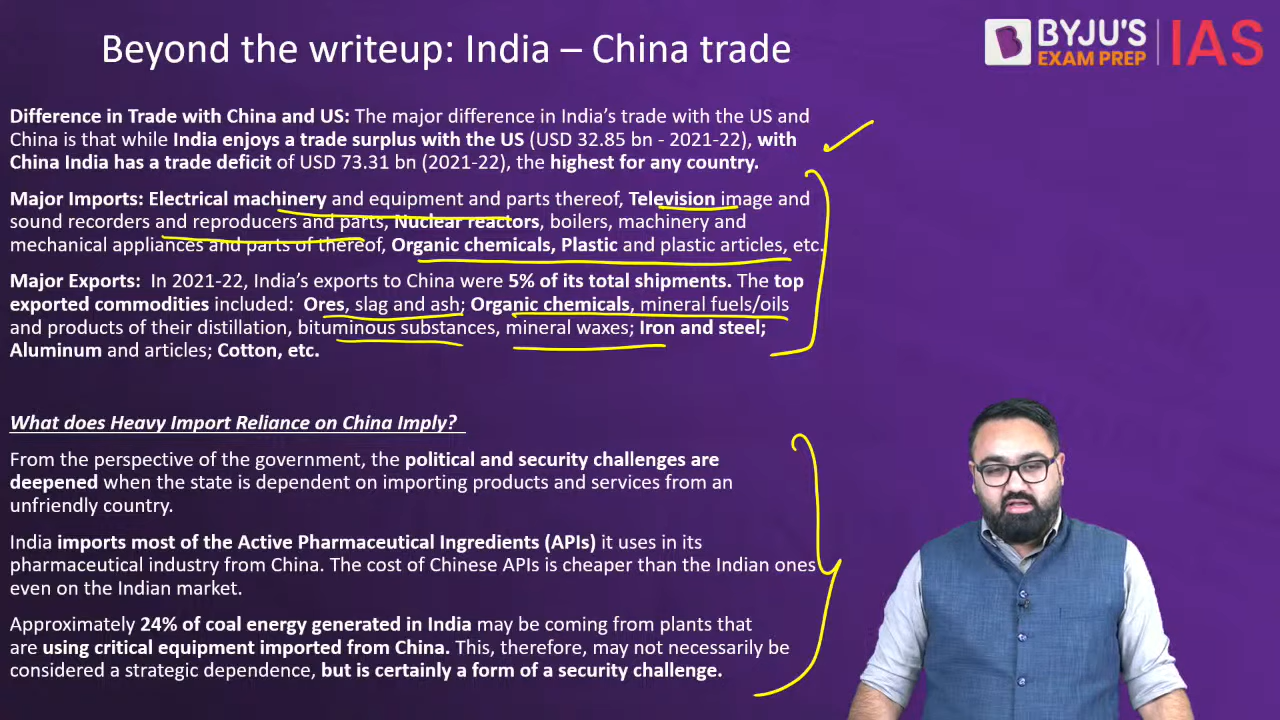 Beyond the writeup: India – China trade
BYJU'S
EXAM PREP
IAS
Difference in Trade with China and US: The major difference in India's trade with the US and
China is that while India enjoys a trade surplus with the US (USD 32.85 bn - 2021-22), with
China India has a trade deficit of USD 73.31 bn (2021-22), the highest for any country.
Major Imports: Electrical machinery and equipment and parts thereof, Television image and
sound recorders and reproducers and parts, Nuclear reactors, boilers, machinery and
mechanical appliances and parts of thereof, Organic chemicals, Plastic and plastic articles, etc.
Major Exports: In 2021-22, India's exports to China were 5% of its total shipments. The top
exported commodities included: Ores, slag and ash; Organic chemicals, mineral fuels/oils
and products of their distillation, bituminous substances, mineral waxes; Iron and steel;
Aluminum and articles; Cotton, etc.
What does Heavy Import Reliance on China Imply?
From the perspective of the government, the political and security challenges are
deepened when the state is dependent on importing products and services from an
unfriendly country.
India imports most of the Active Pharmaceutical Ingredients (APIs) it uses in its
pharmaceutical industry from China. The cost of Chinese APIs is cheaper than the Indian ones
even on the Indian market.
Approximately 24% of coal energy generated in India may be coming from plants that
are using critical equipment imported from China. This, therefore, may not necessarily be
considered a strategic dependence, but is certainly a form of a security challenge.